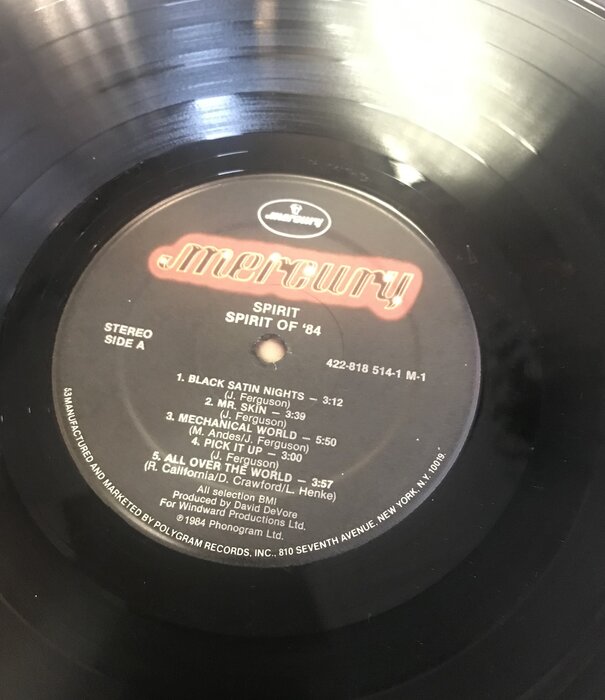 mercury
mercury
SPIRIT
SPIRIT OF '84
STEREO
SIDE A
422-818 514-1 M-1
1. BLACK SATIN NIGHTS — 3:12
(J. Ferguson)
2. MR. SKIN — 3:39
(J. Ferguson)
3. MECHANICAL WORLD — 5:50
(M. Andes/J. Ferguson)
4. PICK IT UP — 3:00
(J. Ferguson)
5. ALL OVER THE WORLD — 3:57
(R. California/D. Crawford/L. Henke)
All selection BMI
Produced by David DeVore
For Windward Productions Ltd.
℗1984 Phonogram Ltd.
53 MANUFACTURED AND MARKETED BY POLYGRAM RECORDS, INC., 810 SEVENTH AVENUE, NEW YORK, N.Y. 10019.